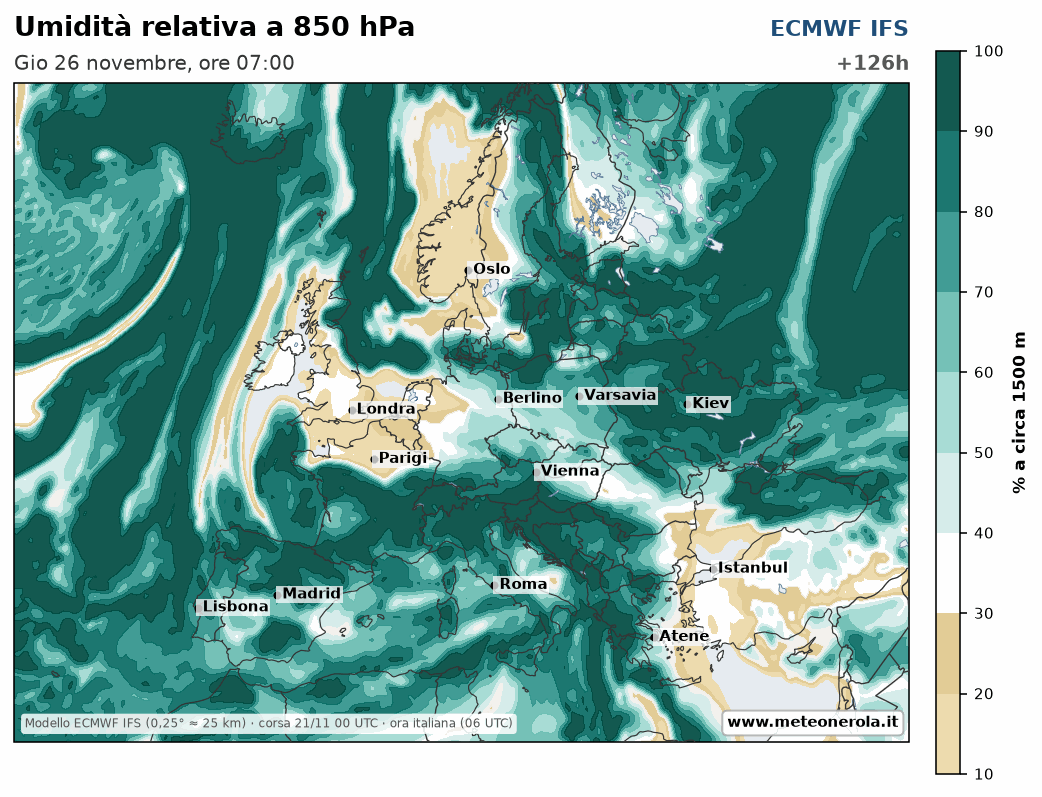 Umidità relativa a 850 hPa
ECMWF IFS
Gio 26 novembre, ore 07:00
+126h
100
90
80
70
60
50
40
30
20
10
% a circa 1500 m
Oslo
Londra
Berlino
Varsavia
Kiev
Parigi
Vienna
Istanbul
Roma
Madrid
Lisbona
Atene
Modello ECMWF IFS (0,25° ≈ 25 km) · corsa 21/11 00 UTC · ora italiana (06 UTC)
www.meteonerola.it